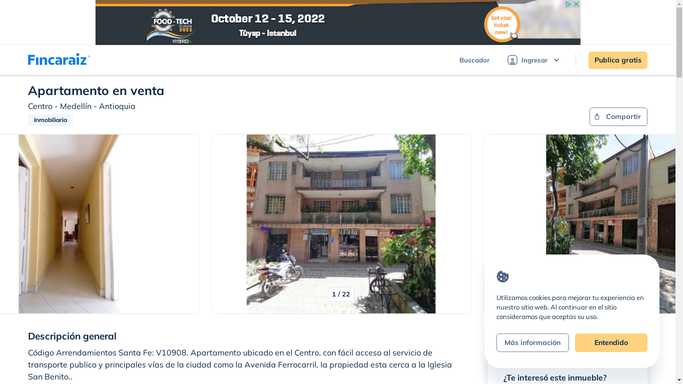 FOOD-TECH
October 12 - 15, 2022
Tüyap - Istanbul
Get your
ticket
now!
Fincaraiz
Buscador
Ingresar
Publica gratis
Apartamento en venta
Centro - Medellín - Antioquia
Inmobiliaria
Compartir
1 / 22
Utilizamos cookies para mejorar tu experiencia en
nuestro sitio web. Al continuar en el sitio
consideramos que aceptas su uso.
Más información
Entendido
Descripción general
Código Arrendamientos Santa Fe: V10908. Apartamento ubicado en el Centro, con fácil acceso al servicio de
transporte publico y principales vías de la ciudad como la Avenida Ferrocarril, la propiedad esta cerca a la Iglesia
San Benito..
¿Te interesó este inmueble?